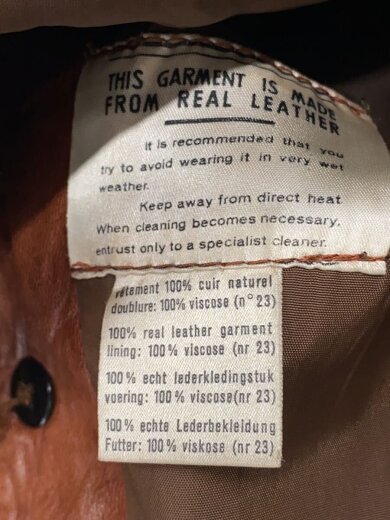 THIS GARMENT IS MADE
FROM REAL LEATHER
It is recommended that you
try to avoid wearing it in very wet
weather.
Keep away from direct heat
When cleaning becomes necessary,
entrust only to a specialist cleaner.
vêtement 100% cuir naturel
doublure: 100% viscose (n° 23)
100% real leather garment
lining: 100% viscose (nr 23)
100% echt lederkledingstuk
voering: 100% viscose(nr 23)
100% echte Lederbekleidung
Futter: 100% viskose (nr 23)